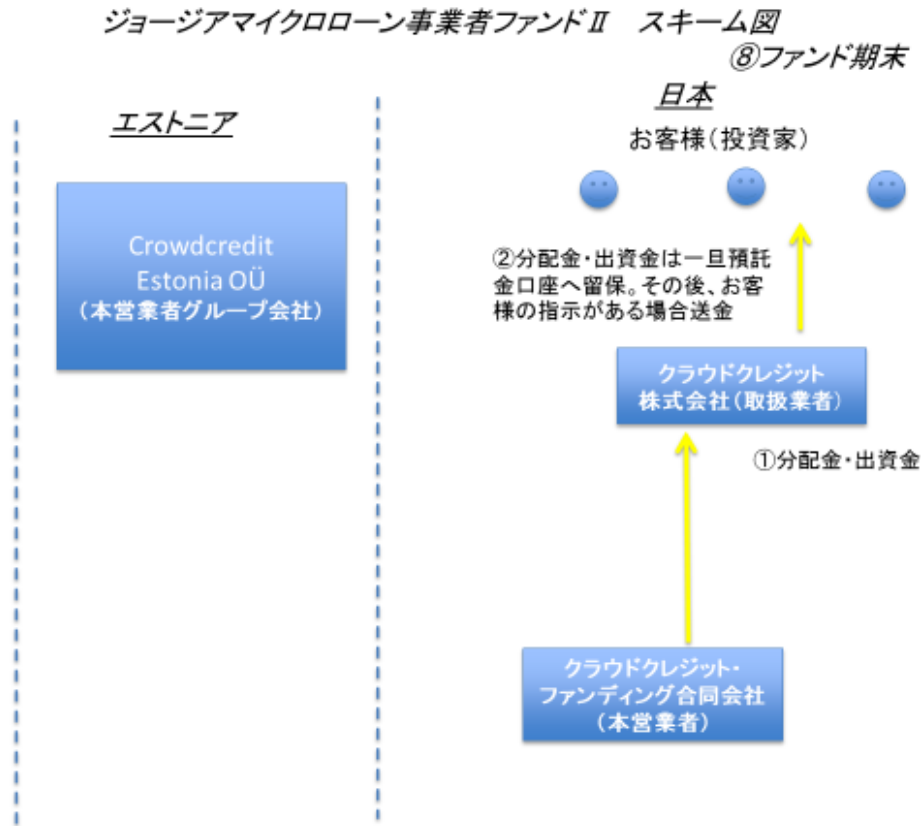 ジョージアマイクロローン事業者ファンドⅡ　スキーム図
⑧ファンド期末
エストニア
Crowdcredit
Estonia OÜ
(本営業者グループ会社)
日本
お客様(投資家)
②分配金・出資金は一旦預託
金口座へ留保。その後、お客
様の指示がある場合送金
クラウドクレジット
株式会社(取扱業者)
①分配金・出資金
クラウドクレジット・
ファンディング合同会社
(本営業者)